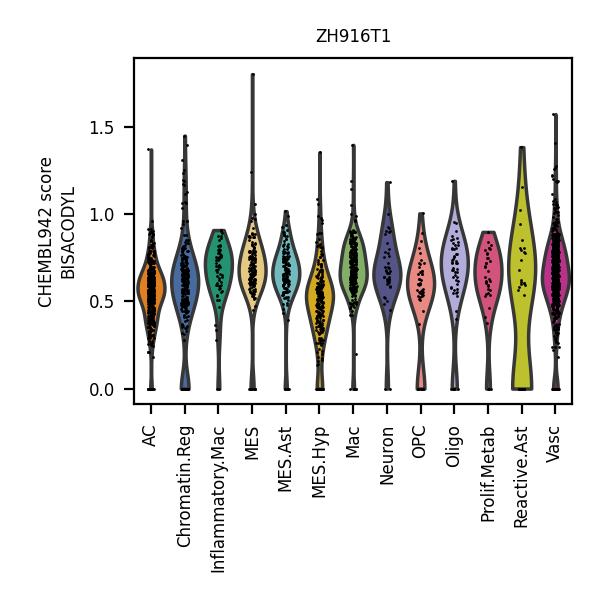 ZH916T1
CHEMBL942 score
BISACODYL
1.5
1.0
0.5
0.0
AC
Chromatin.Reg
Inflammatory.Mac
MES
MES.Ast
MES.Hyp
Mac
Neuron
OPC
Oligo
Prolif.Metab
Reactive.Ast
Vasc